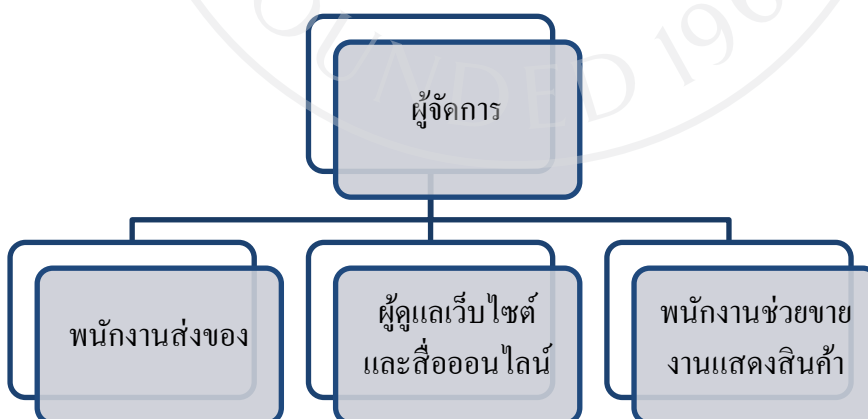 OUNDED 196
ผู้จัดการ
พนักงานส่งของ
ผู้ดูแลเว็บไซต์
และสื่อออนไลน์
พนักงานช่วยขาย
งานแสดงสินค้า